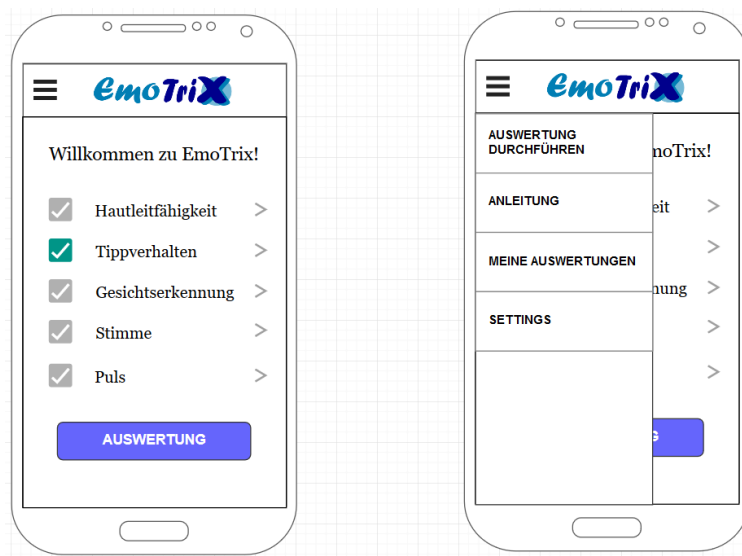 EmoTriX
Willkommen zu EmoTrix!
Hautleitfähigkeit
Tippverhalten
Gesichtserkennung
Stimme
Puls
AUSWERTUNG
EmoTriX
AUSWERTUNG
DURCHFÜHREN
moTrix!
ANLEITUNG
eit
MEINE AUSWERTUNGEN
nung
SETTINGS
G